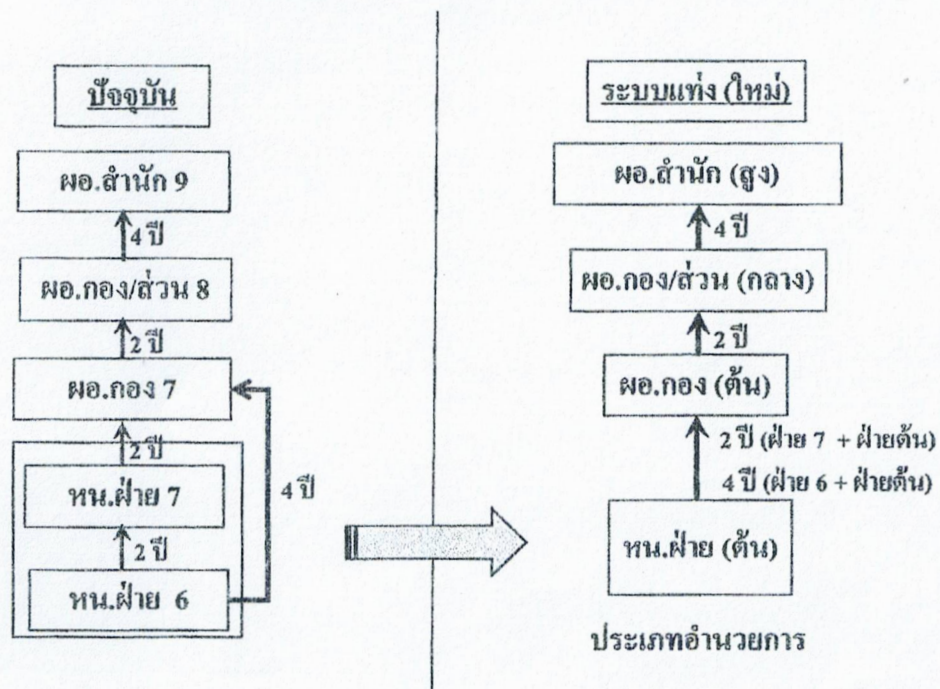 ปัจจุบัน
ผอ.สำนัก 9
4 ปี
ผอ.กอง/ส่วน 8
2 ปี
ผอ.กอง 7
2 ปี
หน.ฝ่าย 7
4 ปี
2 ปี
หน.ฝ่าย 6
ระบบแท่ง (ใหม่)
ผอ.สำนัก (สูง)
4 ปี
ผอ.กอง/ส่วน (กลาง)
2 ปี
ผอ.กอง (ต้น)
2 ปี (ฝ่าย 7 + ฝ่ายต้น)
4 ปี (ฝ่าย 6 + ฝ่ายต้น)
หน.ฝ่าย (ต้น)
ประเภทอำนวยการ